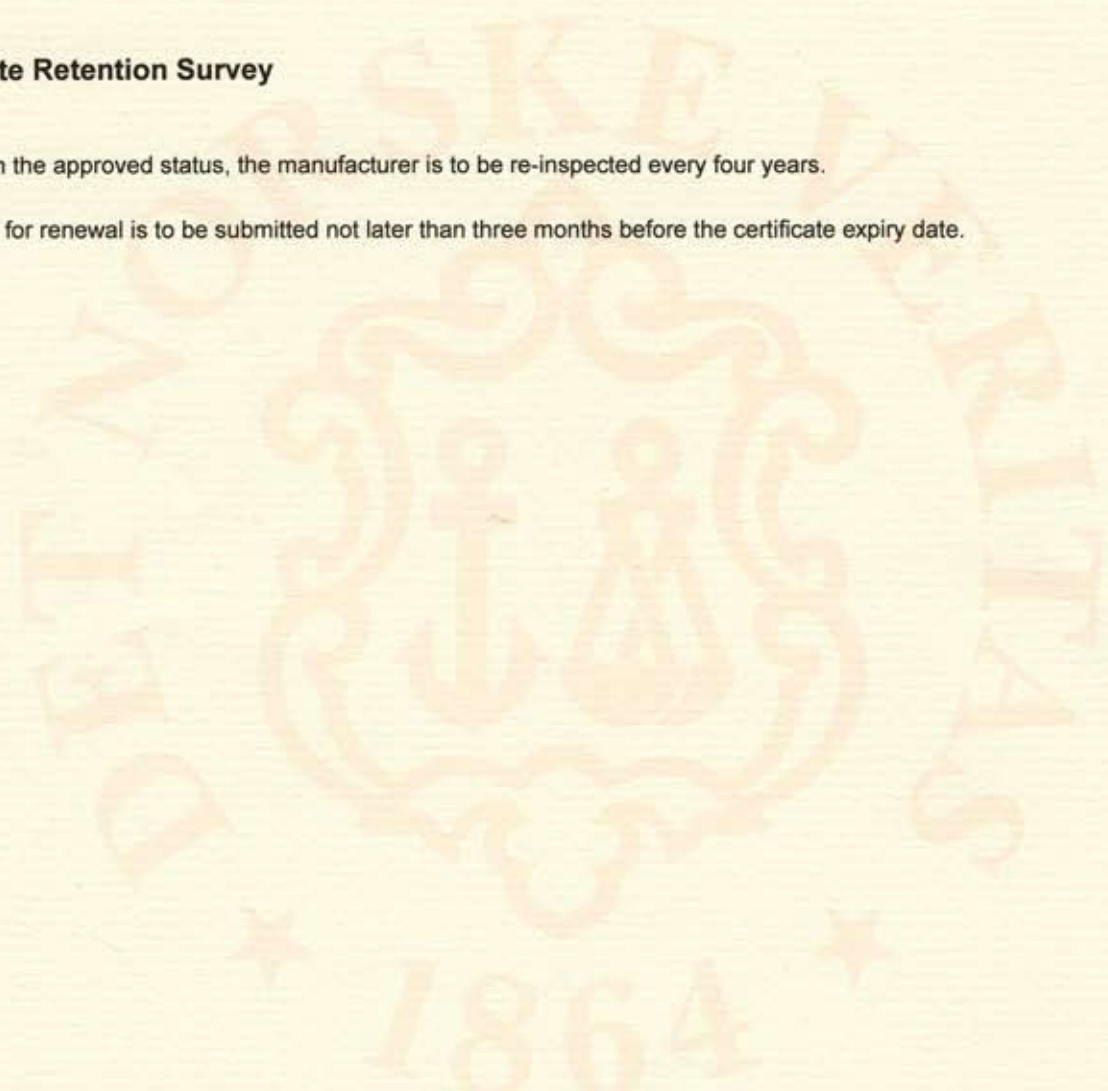 te Retention Survey
n the approved status, the manufacturer is to be re-inspected every four years.
for renewal is to be submitted not later than three months before the certificate expiry date.
DET NORSKE VERITAS
1864